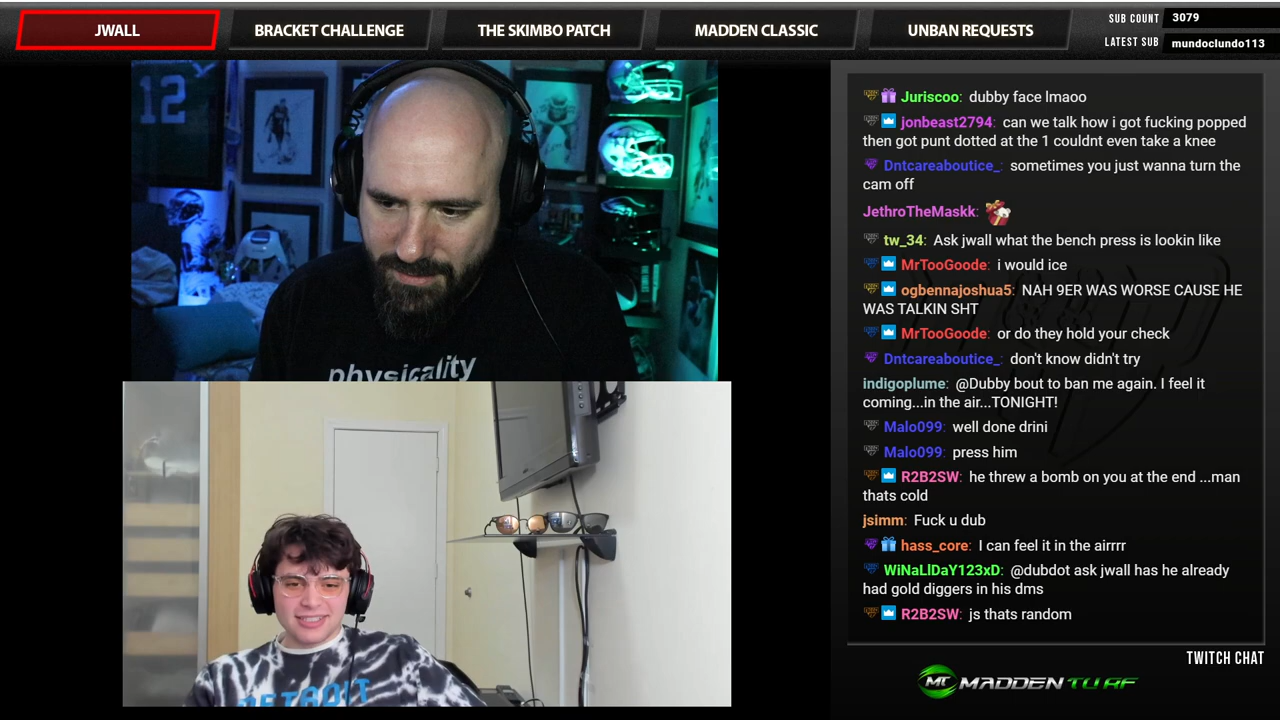 JWALL
BRACKET CHALLENGE
THE SKIMBO PATCH
MADDEN CLASSIC
UNBAN REQUESTS
SUB COUNT 3079
LATEST SUB mundoclundo113
12
physicality
DETROIT
Juriscoo: dubby face lmaoo
jonbeast2794: can we talk how i got fucking popped
then got punt dotted at the 1 couldnt even take a knee
Dntcareaboutice_: sometimes you just wanna turn the
cam off
JethroTheMaskk:
tw_34: Ask jwall what the bench press is lookin like
MrTooGoode: i would ice
ogbennajoshua5: NAH 9ER WAS WORSE CAUSE HE
WAS TALKIN SHT
MrTooGoode: or do they hold your check
Dntcareaboutice_: don't know didn't try
indigoplume: @Dubby bout to ban me again. I feel it
coming...in the air...TONIGHT!
Malo099: well done drini
Malo099: press him
R2B2SW: he threw a bomb on you at the end ...man
thats cold
jsimm: Fuck u dub
hass_core: I can feel it in the airrrr
WiNaLlDaY123xD: @dubdot ask jwall has he already
had gold diggers in his dms
R2B2SW: js thats random
TWITCH CHAT
MT MADDEN TURF